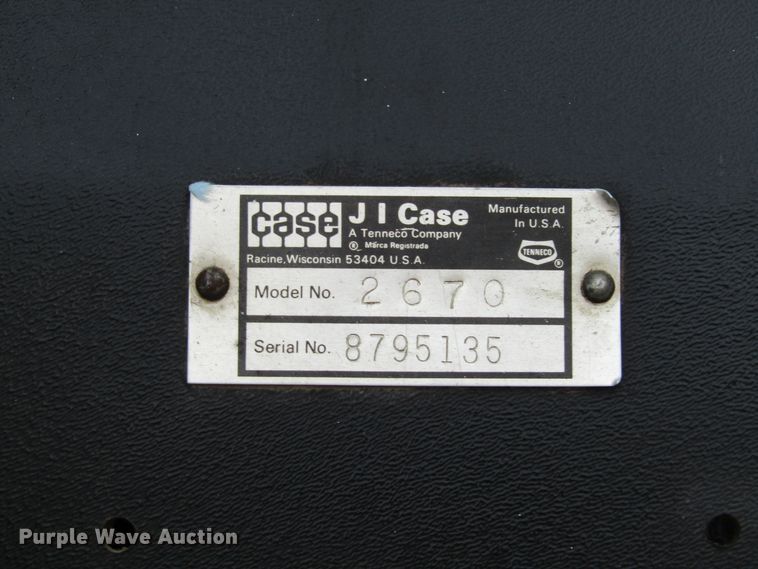 case
J I Case
A Tenneco Company
® Marca Registrada
Manufactured
In U.S.A.
TENNECO ®
Racine, Wisconsin 53404 U.S.A.
Model No. 2670
Serial No. 8795135
Purple Wave Auction